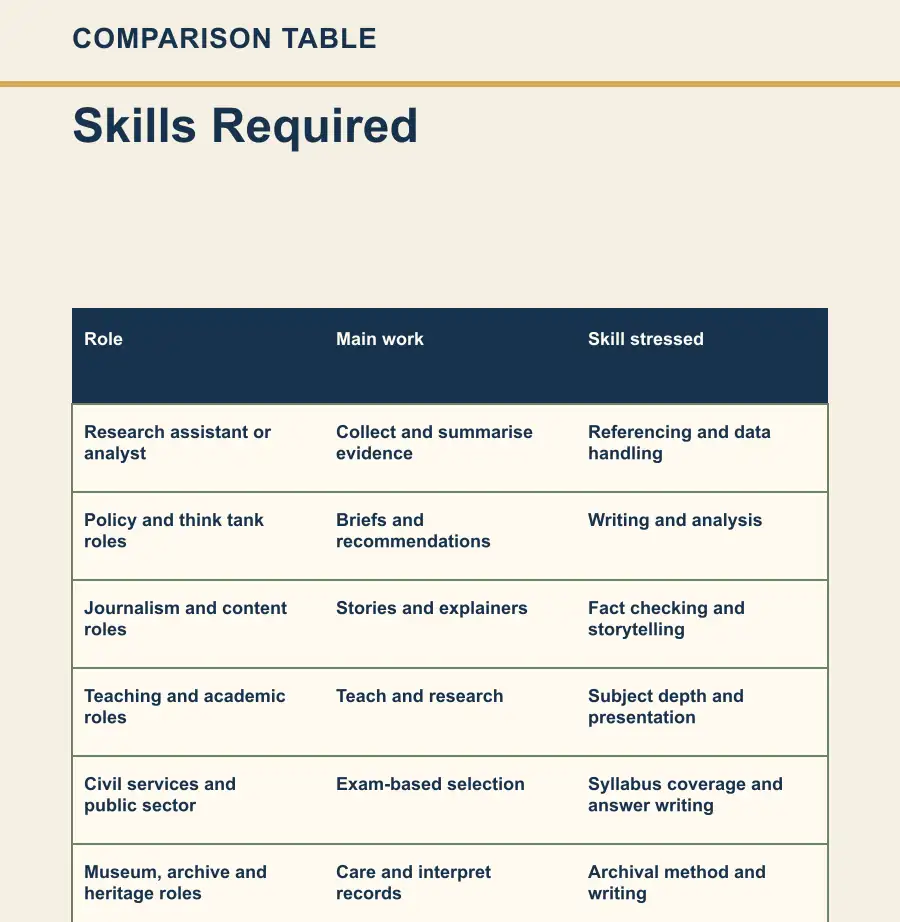 COMPARISON TABLE
Skills Required
Role
Main work
Skill stressed
Research assistant or
analyst
Collect and summarise
evidence
Referencing and data
handling
Policy and think tank
roles
Briefs and
recommendations
Writing and analysis
Journalism and content
roles
Stories and explainers
Fact checking and
storytelling
Teaching and academic
roles
Teach and research
Subject depth and
presentation
Civil services and
public sector
Exam-based selection
Syllabus coverage and
answer writing
Museum, archive and
heritage roles
Care and interpret
records
Archival method and
writing